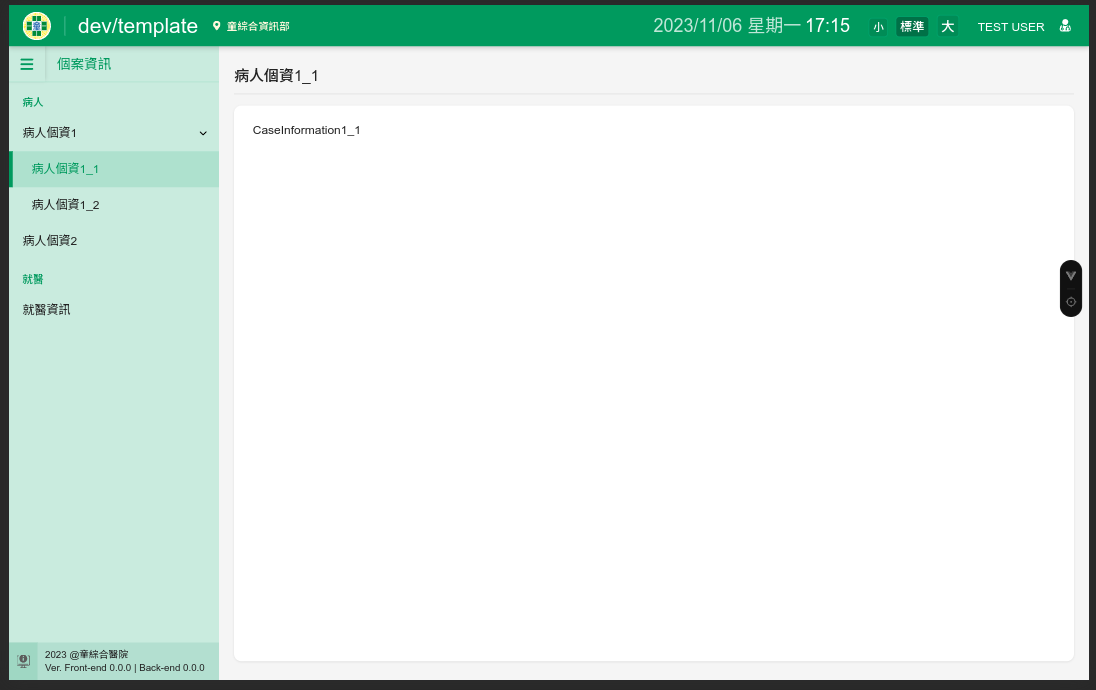 童
dev/template
童綜合資訊部
2023/11/06 星期一 17:15
小 標準 大
TEST USER
個案資訊
病人
病人個資1
病人個資1_1
病人個資1_2
病人個資2
就醫
就醫資訊
2023 @童綜合醫院
Ver. Front-end 0.0.0 | Back-end 0.0.0
病人個資1_1
CaseInformation1_1